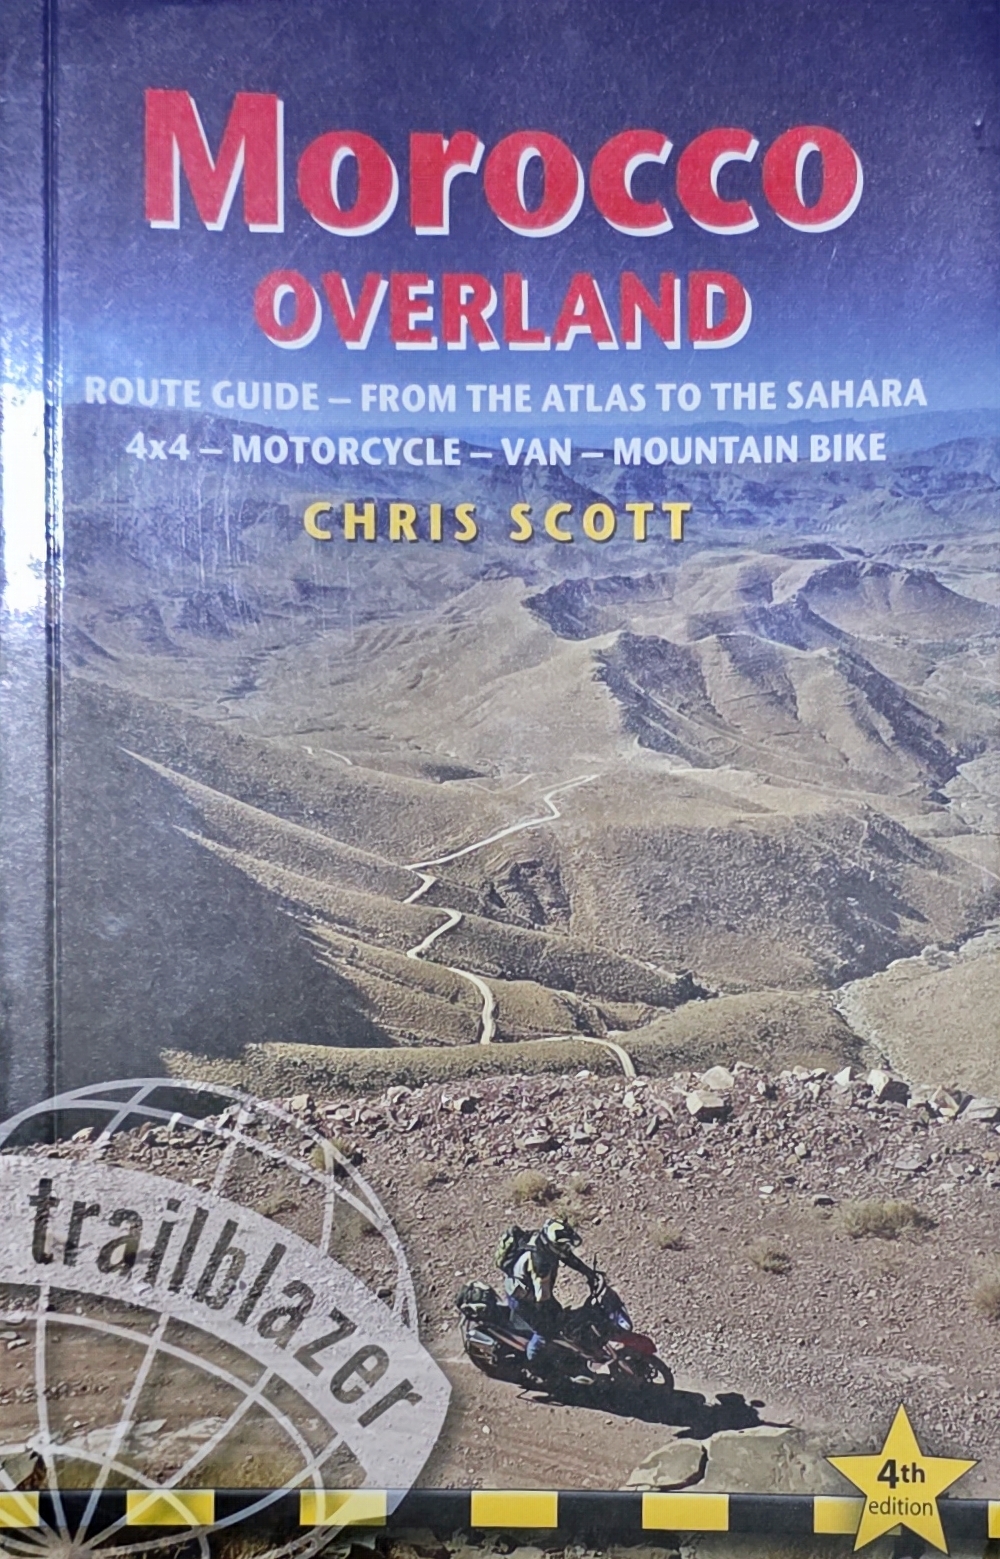 Morocco
OVERLAND
ROUTE GUIDE – FROM THE ATLAS TO THE SAHARA
4x4 – MOTORCYCLE – VAN – MOUNTAIN BIKE
CHRIS SCOTT
trailblazer
4th
edition